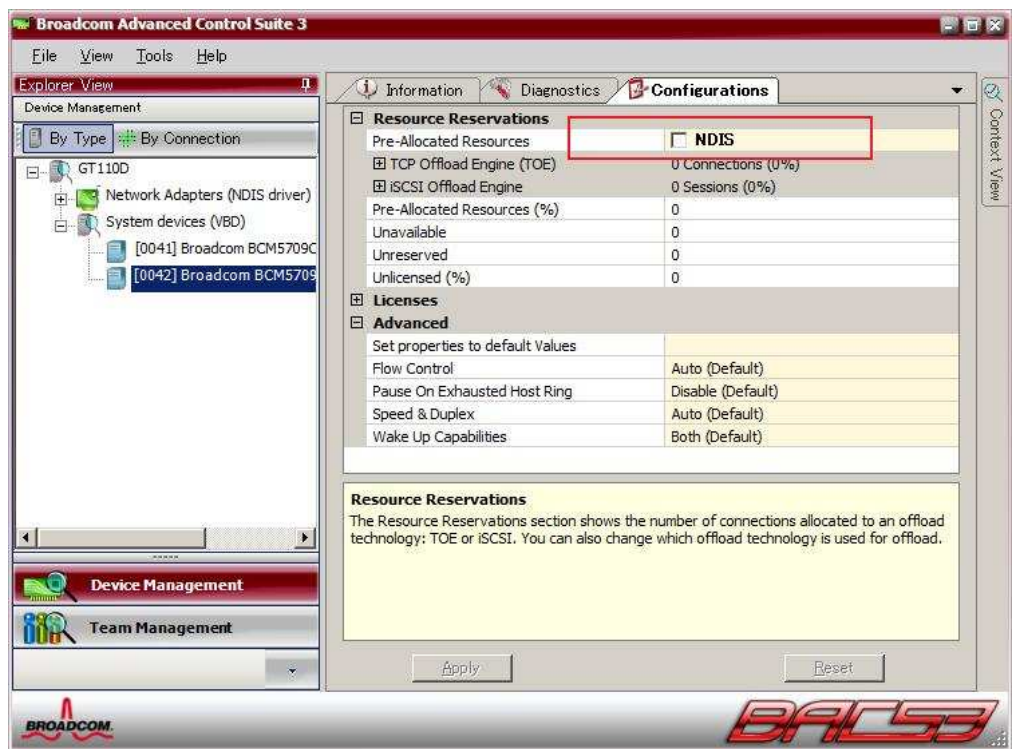 Broadcom Advanced Control Suite 3
File View Tools Help
Explorer View
Device Management
By Type By Connection
GT110D
Network Adapters (NDIS driver)
System devices (VBD)
[0041] Broadcom BCM5709C
[0042] Broadcom BCM5709
Device Management
Team Management
Information Diagnostics Configurations
Resource Reservations
Pre-Allocated Resources NDIS
TCP Offload Engine (TOE) 0 Connections (0%)
iSCSI Offload Engine 0 Sessions (0%)
Pre-Allocated Resources (%) 0
Unavailable 0
Unreserved 0
Unlicensed (%) 0
Licenses
Advanced
Set properties to default Values
Flow Control Auto (Default)
Pause On Exhausted Host Ring Disable (Default)
Speed & Duplex Auto (Default)
Wake Up Capabilities Both (Default)
Resource Reservations
The Resource Reservations section shows the number of connections allocated to an offload
technology: TOE or iSCSI. You can also change which offload technology is used for offload.
Apply Reset
Context View
BROADCOM.
BACS3